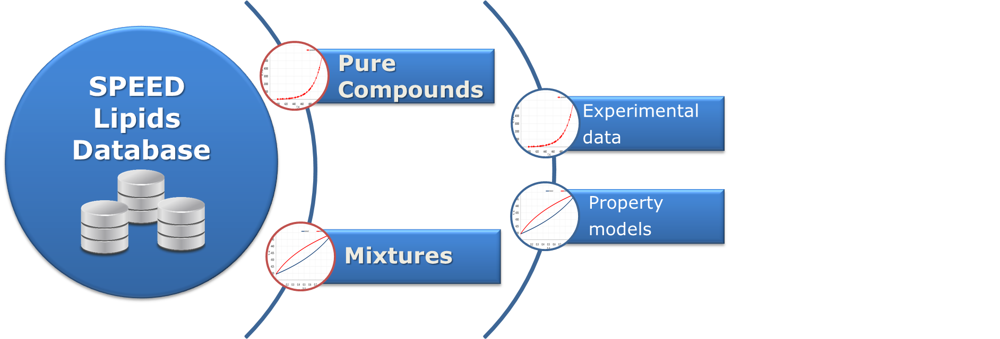 SPEED
Lipids
Database
Pure
Compounds
Mixtures
Experimental
data
Property
models